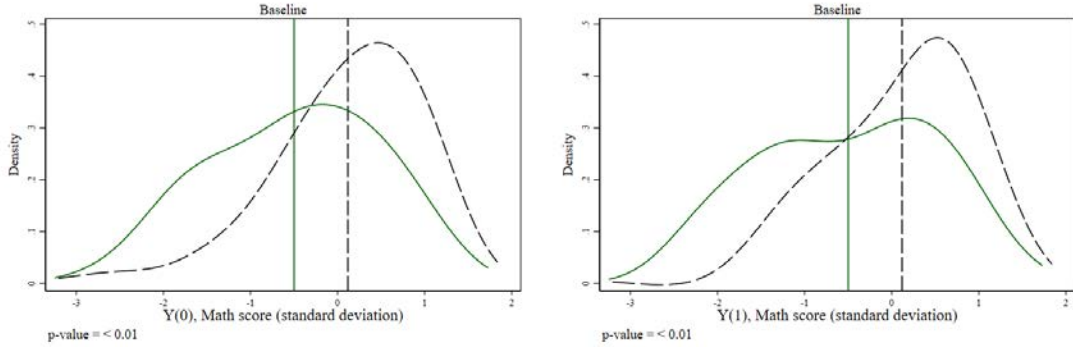 Baseline
.5
.4
.3
.2
.1
0
Density
-3 -2 -1 0 1 2
Y(0), Math score (standard deviation)
p-value = < 0.01
Baseline
.5
.4
.3
.2
.1
0
Density
-3 -2 -1 0 1 2
Y(1), Math score (standard deviation)
p-value = < 0.01